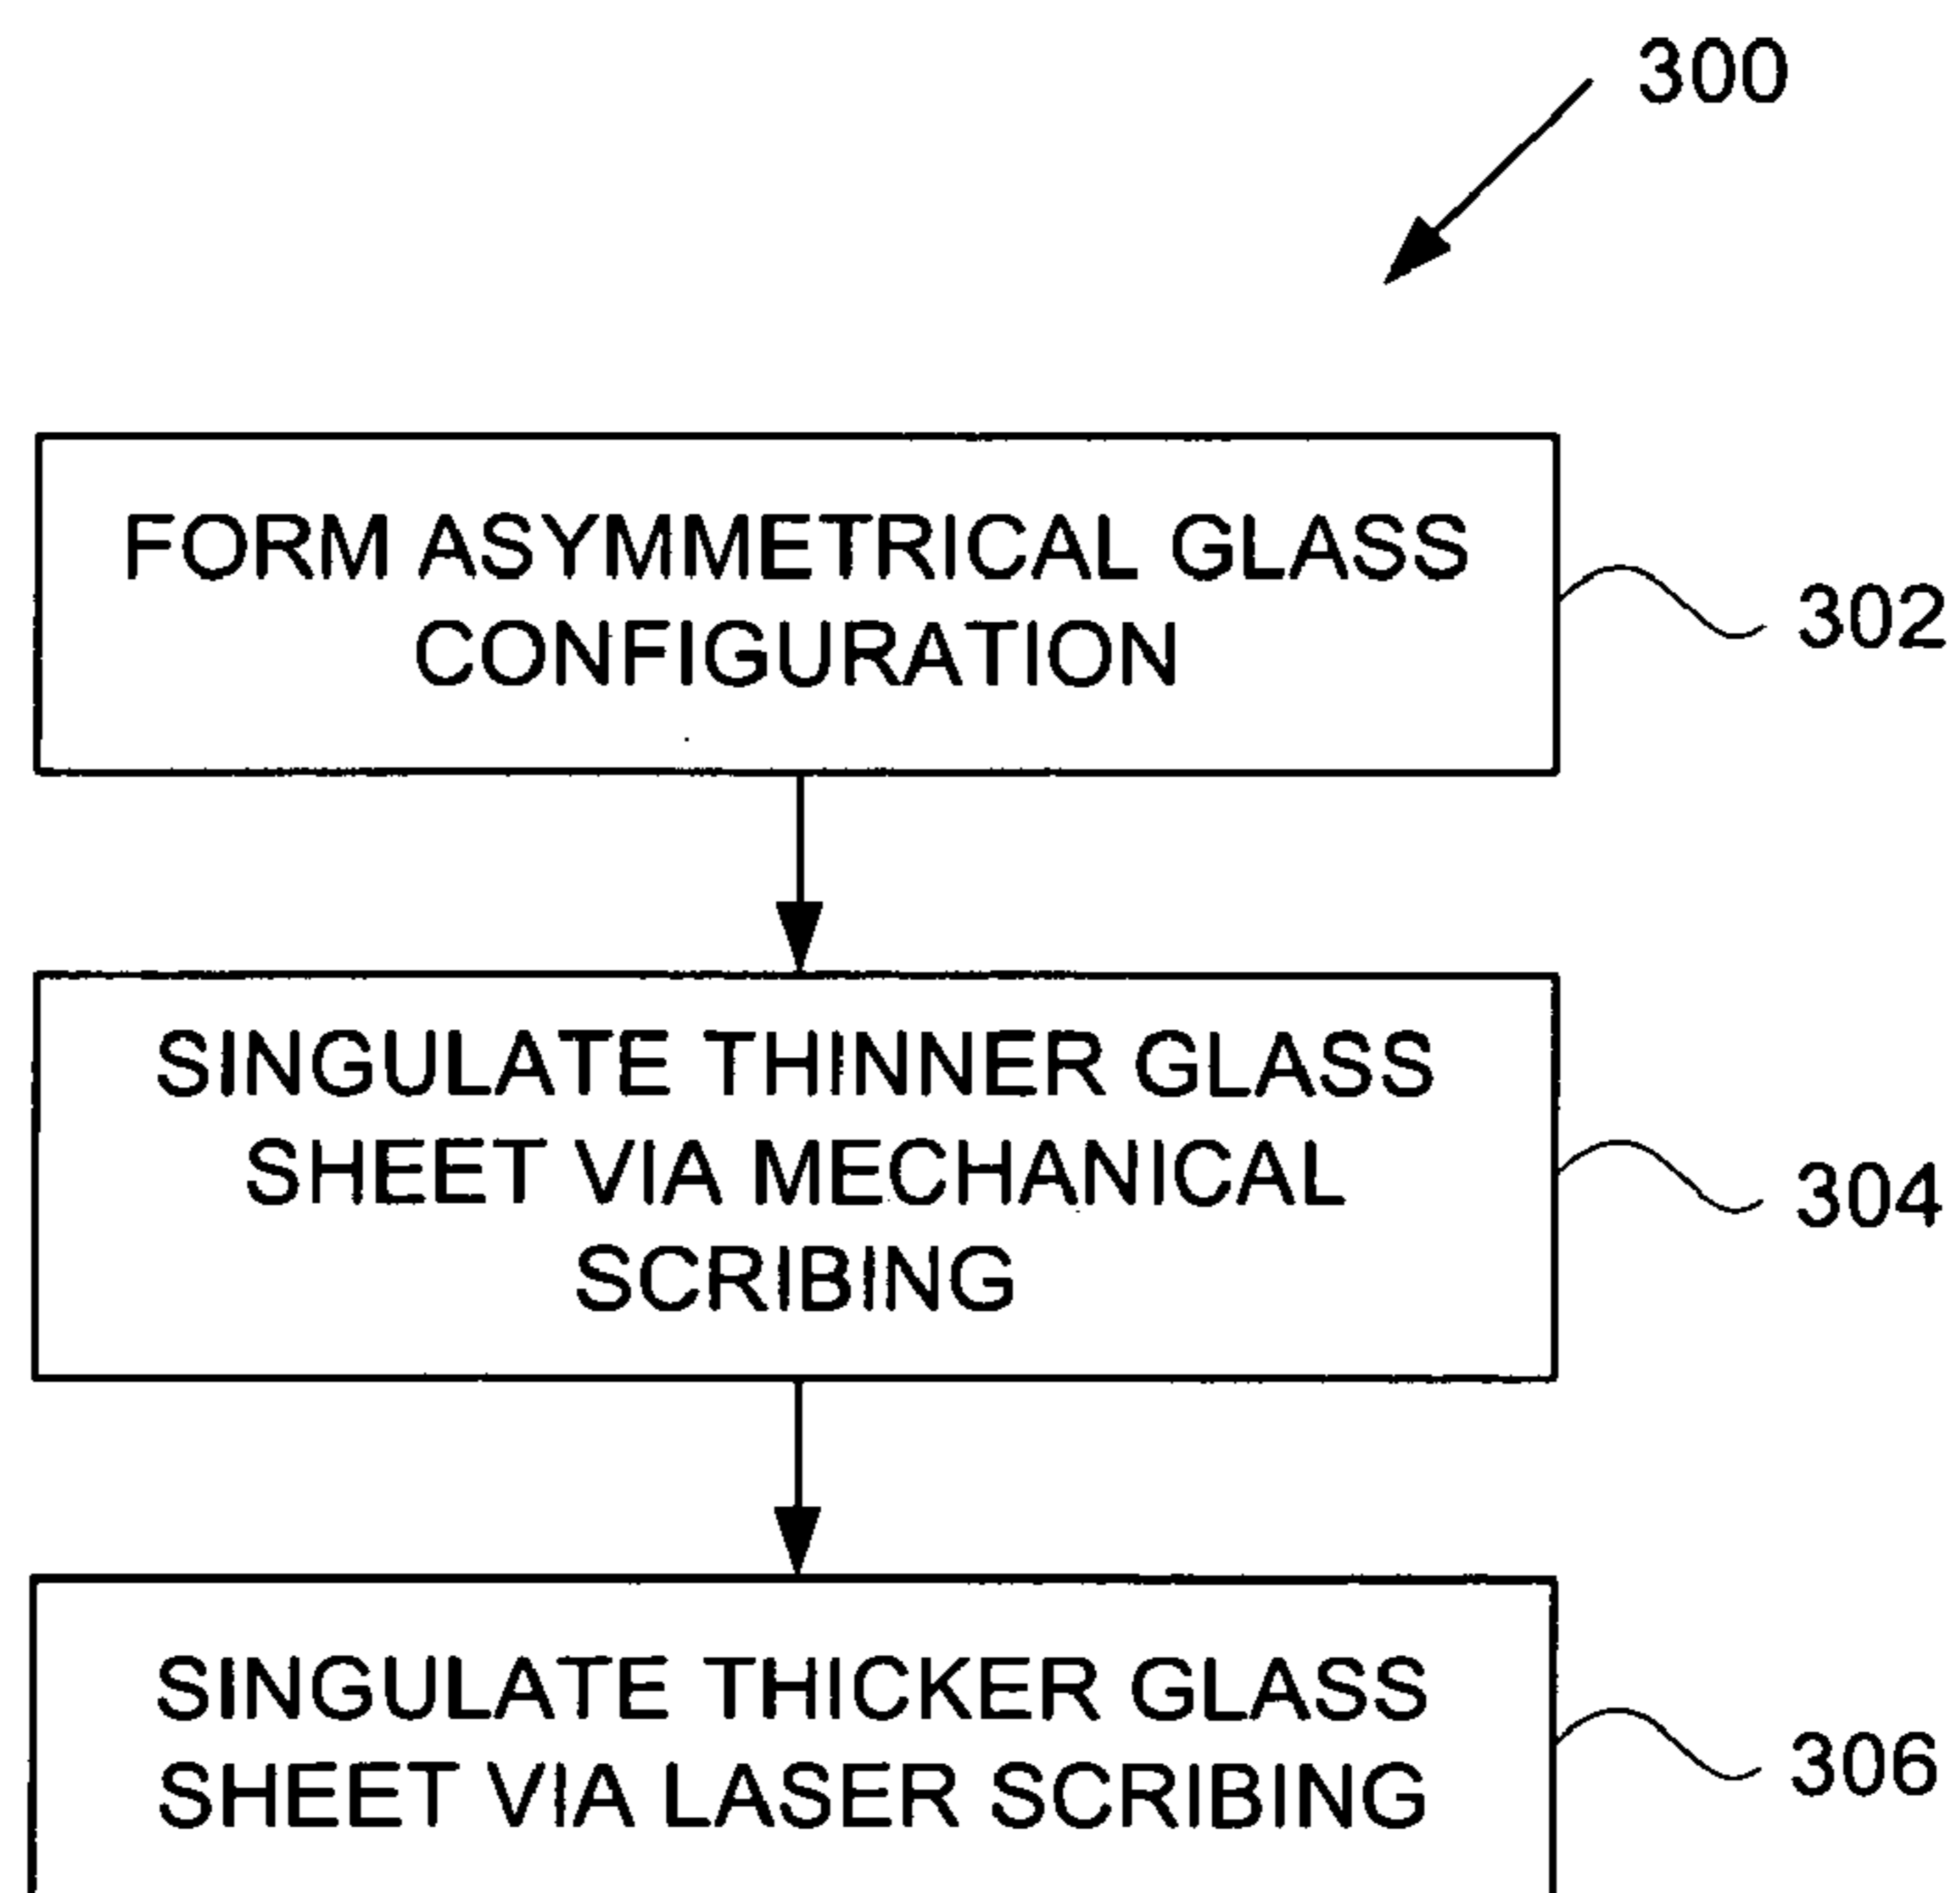 300
FORM ASYMMETRICAL GLASS
CONFIGURATION
302
SINGULATE THINNER GLASS
SHEET VIA MECHANICAL
SCRIBING
304
SINGULATE THICKER GLASS
SHEET VIA LASER SCRIBING
306